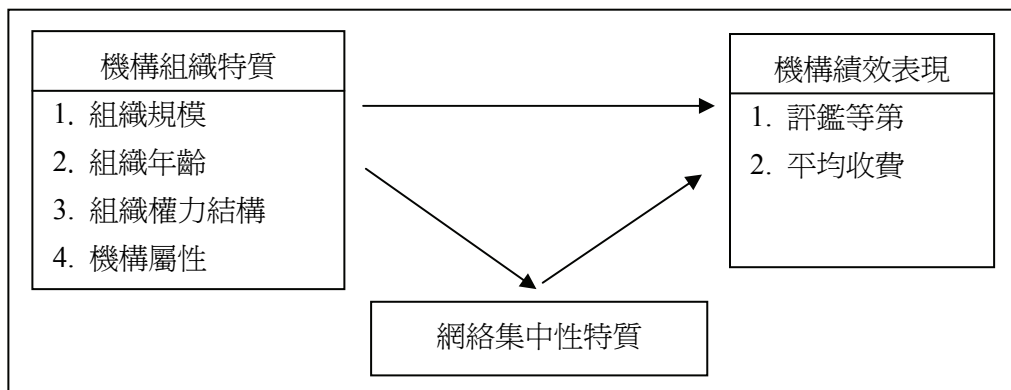 機構組織特質
1. 組織規模
2. 組織年齡
3. 組織權力結構
4. 機構屬性
機構績效表現
1. 評鑑等第
2. 平均收費
網絡集中性特質